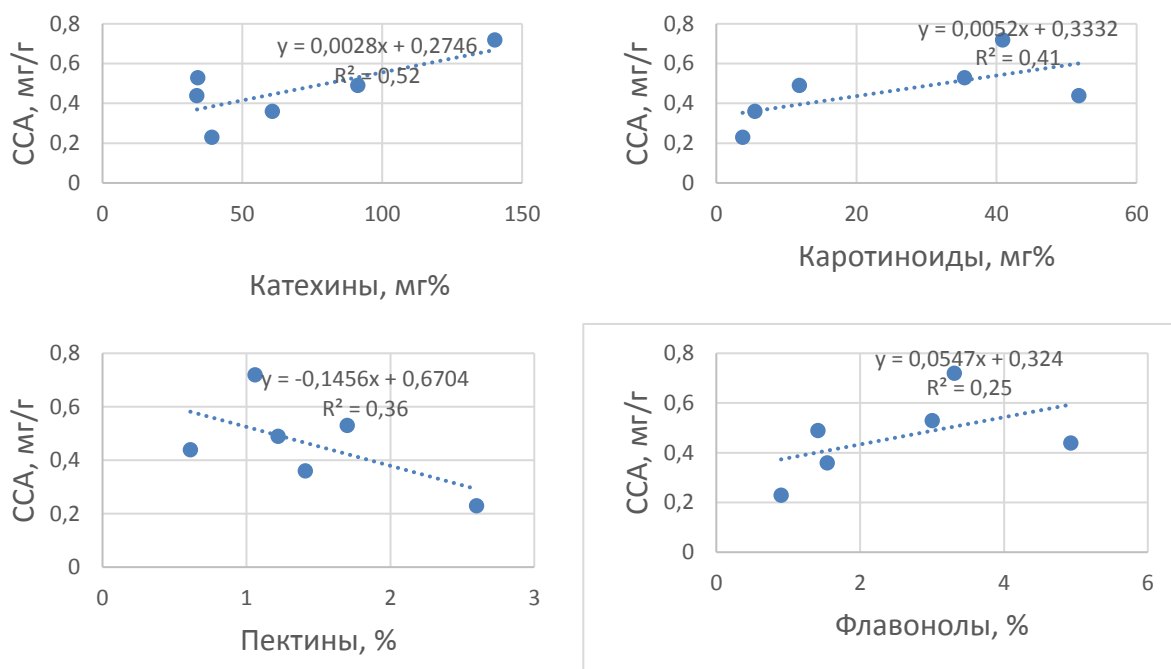 0,8
0,6
0,4
0,2
0
ССА, мг/г
y = 0,0028x + 0,2746
R² = 0,52
0
50
100
150
Катехины, мг%
0,8
0,6
0,4
0,2
0
ССА, мг/г
y = 0,0052x + 0,3332
R² = 0,41
0
20
40
60
Каротиноиды, мг%
0,8
0,6
0,4
0,2
0
ССА, мг/г
y = -0,1456x + 0,6704
R² = 0,36
0
1
2
3
Пектины, %
0,8
0,6
0,4
0,2
0
ССА, мг/г
y = 0,0547x + 0,324
R² = 0,25
0
2
4
6
Флавонолы, %